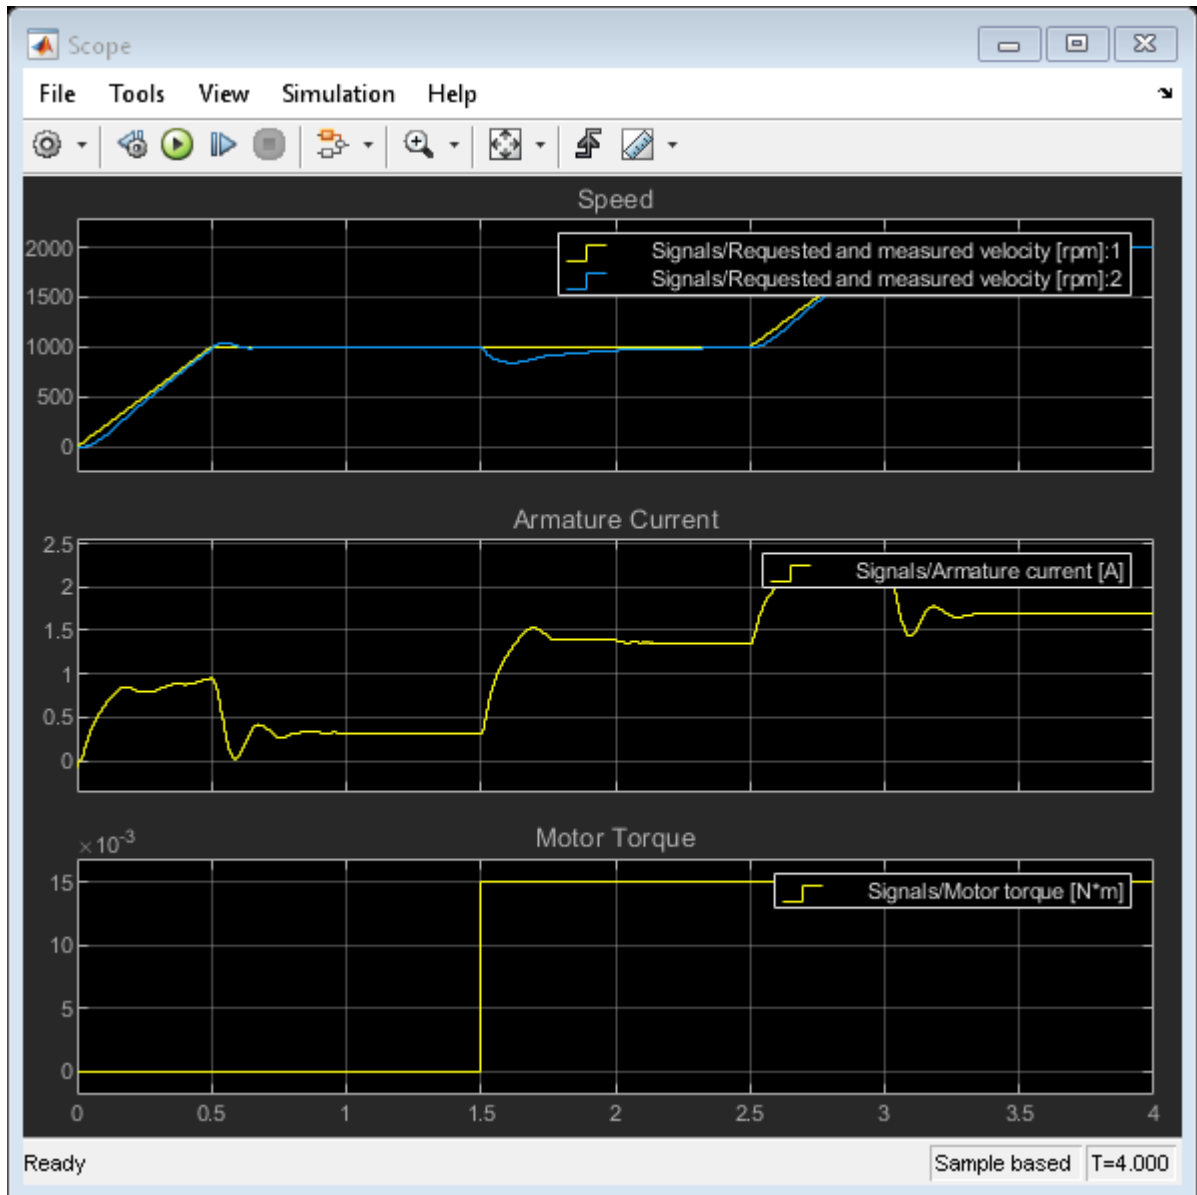 Scope
File Tools View Simulation Help
Speed
2000
1500
1000
500
0
Signals/Requested and measured velocity [rpm]:1
Signals/Requested and measured velocity [rpm]:2
Armature Current
2.5
2
1.5
1
0.5
0
Signals/Armature current [A]
Motor Torque
×10-3
15
10
5
0
Signals/Motor torque [N*m]
0 0.5 1 1.5 2 2.5 3 3.5 4
Ready Sample based T=4.000